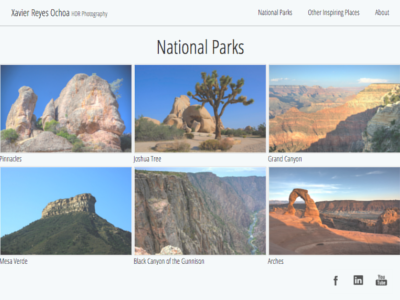 Xavier Reyes Ochoa HDR Photography
National Parks Other Inspiring Places About
National Parks
Pinnacles Joshua Tree Grand Canyon
Mesa Verde Black Canyon of the Gunnison Arches
f in You Tube